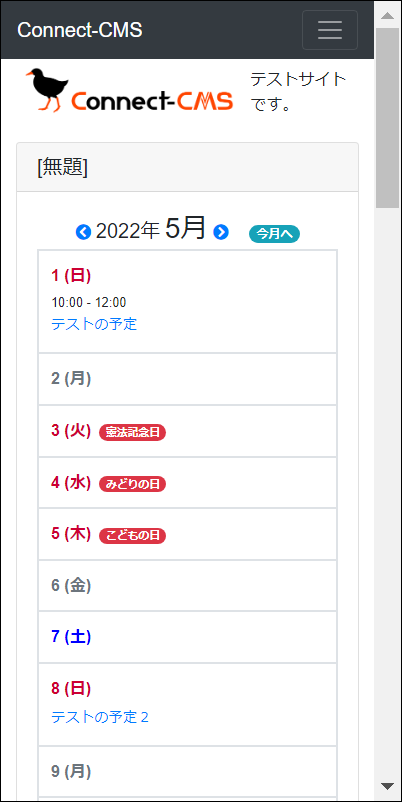 Connect-CMS
Connect-CMS
テストサイト
です。
[無題]
2022年 5月 今月へ
1 (日)
10:00 - 12:00
テストの予定
2 (月)
3 (火) 憲法記念日
4 (水) みどりの日
5 (木) こどもの日
6 (金)
7 (土)
8 (日)
テストの予定２
9 (月)